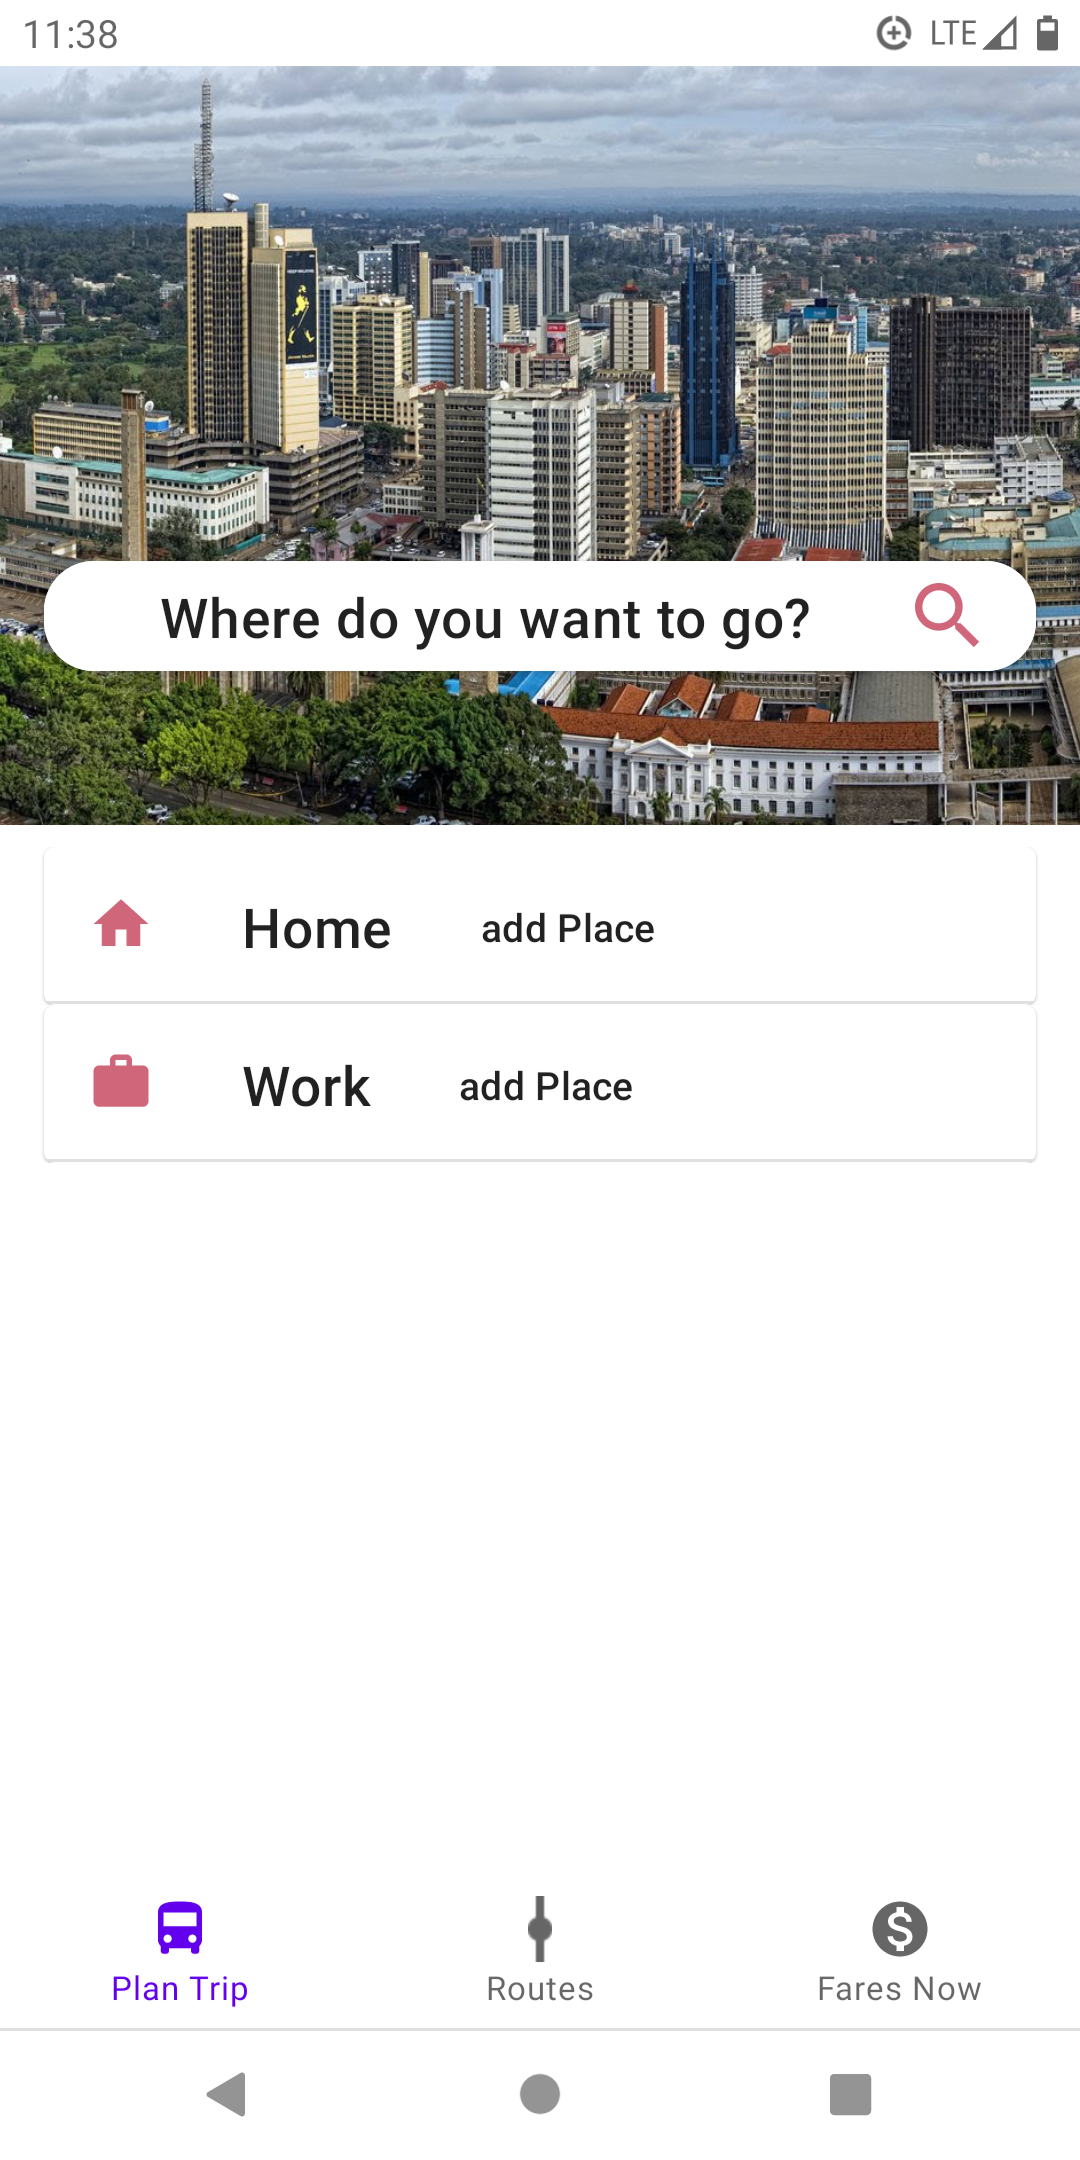 11:38 LTE
Where do you want to go?
Home add Place
Work add Place
Plan Trip Routes Fares Now